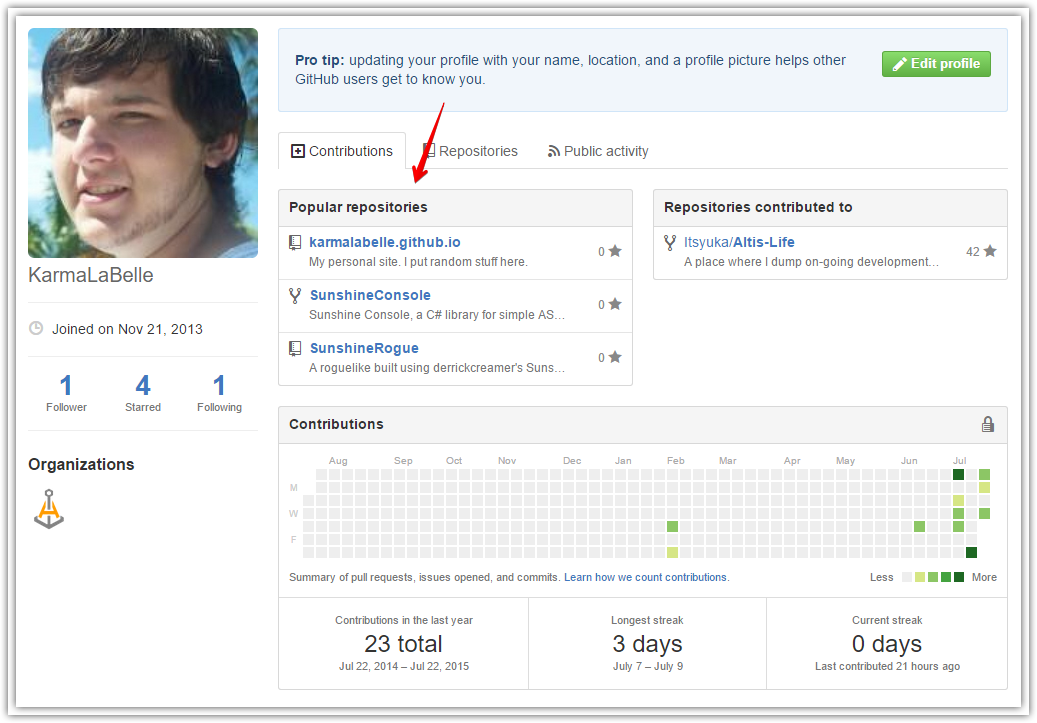 Pro tip: updating your profile with your name, location, and a profile picture helps other
GitHub users get to know you.
Edit profile
Contributions
Repositories
Public activity
KarmaLaBelle
Joined on Nov 21, 2013
1
Follower
4
Starred
1
Following
Organizations
Popular repositories
karmalabelle.github.io
My personal site. I put random stuff here.
0
SunshineConsole
Sunshine Console, a C# library for simple AS…
0
SunshineRogue
A roguelike built using derrickcreamer's Suns…
0
Repositories contributed to
Itsyuka/Altis-Life
A place where I dump on-going development…
42
Contributions
Aug Sep Oct Nov Dec Jan Feb Mar Apr May Jun Jul
M
W
F
Summary of pull requests, issues opened, and commits. Learn how we count contributions.
Less More
Contributions in the last year
23 total
Jul 22, 2014 – Jul 22, 2015
Longest streak
3 days
July 7 – July 9
Current streak
0 days
Last contributed 21 hours ago